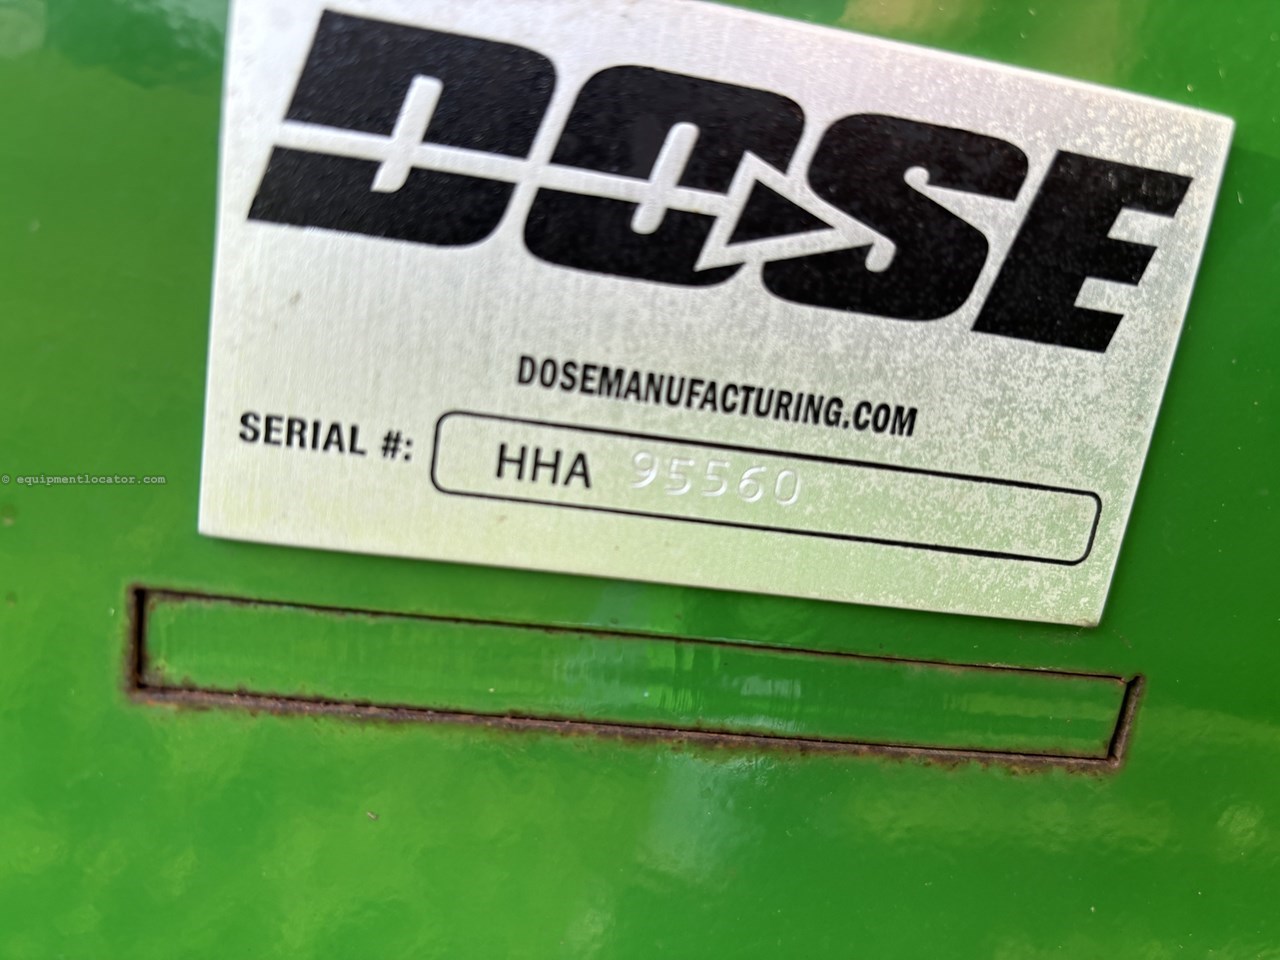 DOSE
DOSEMANUFACTURING.COM
SERIAL #: HHA 95560
© equipmentlocator.com